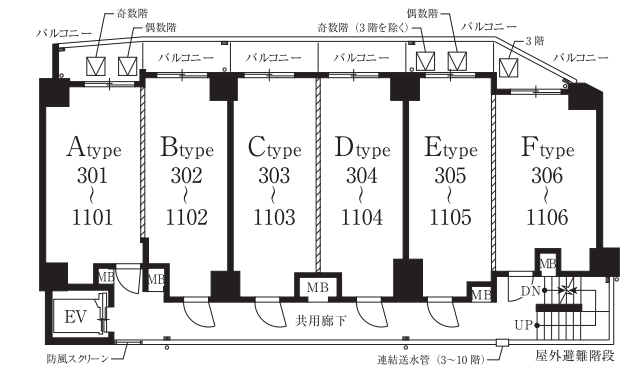 奇数階
偶数階
バルコニー
偶数階
奇数階（3階を除く）
バルコニー
3階
バルコニー
バルコニー
バルコニー
バルコニー
バルコニー
Atype
301
〜
1101
Btype
302
〜
1102
Ctype
303
〜
1103
Dtype
304
〜
1104
Etype
305
〜
1105
Ftype
306
〜
1106
MB
MB
MB
MB
MB
EV
共用廊下
DN
UP
防風スクリーン
連結送水管（3〜10階）
屋外避難階段